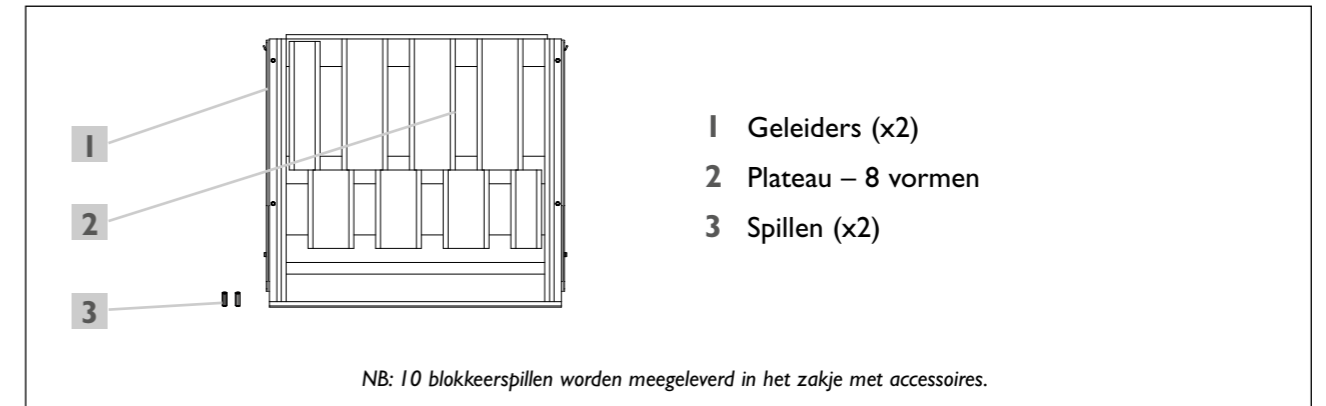 1
2
3
1 Geleiders (x2)
2 Plateau – 8 vormen
3 Spillen (x2)
NB: 10 blokkeerspillen worden meegeleverd in het zakje met accessoires.